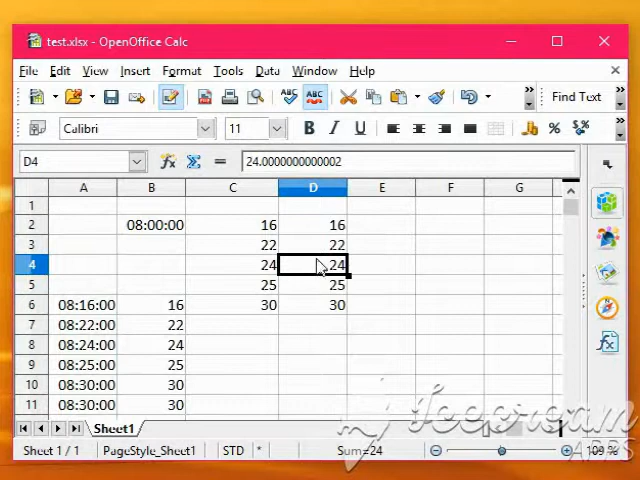 test.xlsx - OpenOffice Calc
File Edit View Insert Format Tools Data Window Help
Find Text
Calibri 11 B I U % $%
D4 = 24.0000000000002
A B C D E F G
1
2 08:00:00 16 16
3 22 22
4 24 24
5 25 25
6 08:16:00 16 30 30
7 08:22:00 22
8 08:24:00 24
9 08:25:00 25
10 08:30:00 30
11 08:30:00 30
Sheet1
Sheet 1 / 1 PageStyle_Sheet1 STD * Sum=24 109 %
Icecream
APPS